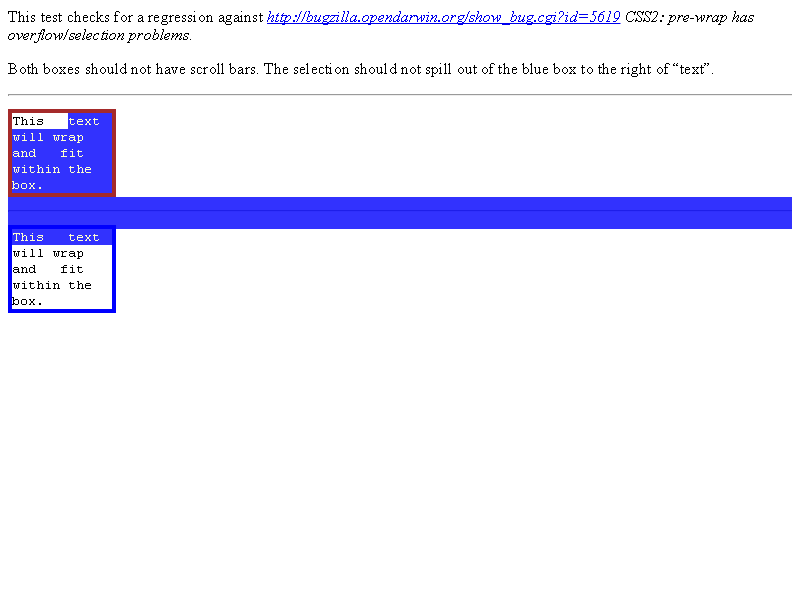 This test checks for a regression against http://bugzilla.opendarwin.org/show_bug.cgi?id=5619 CSS2: pre-wrap has
overflow/selection problems.
Both boxes should not have scroll bars. The selection should not spill out of the blue box to the right of “text”.
This   text
will wrap
and   fit
within the
box.
This   text
will wrap
and   fit
within the
box.